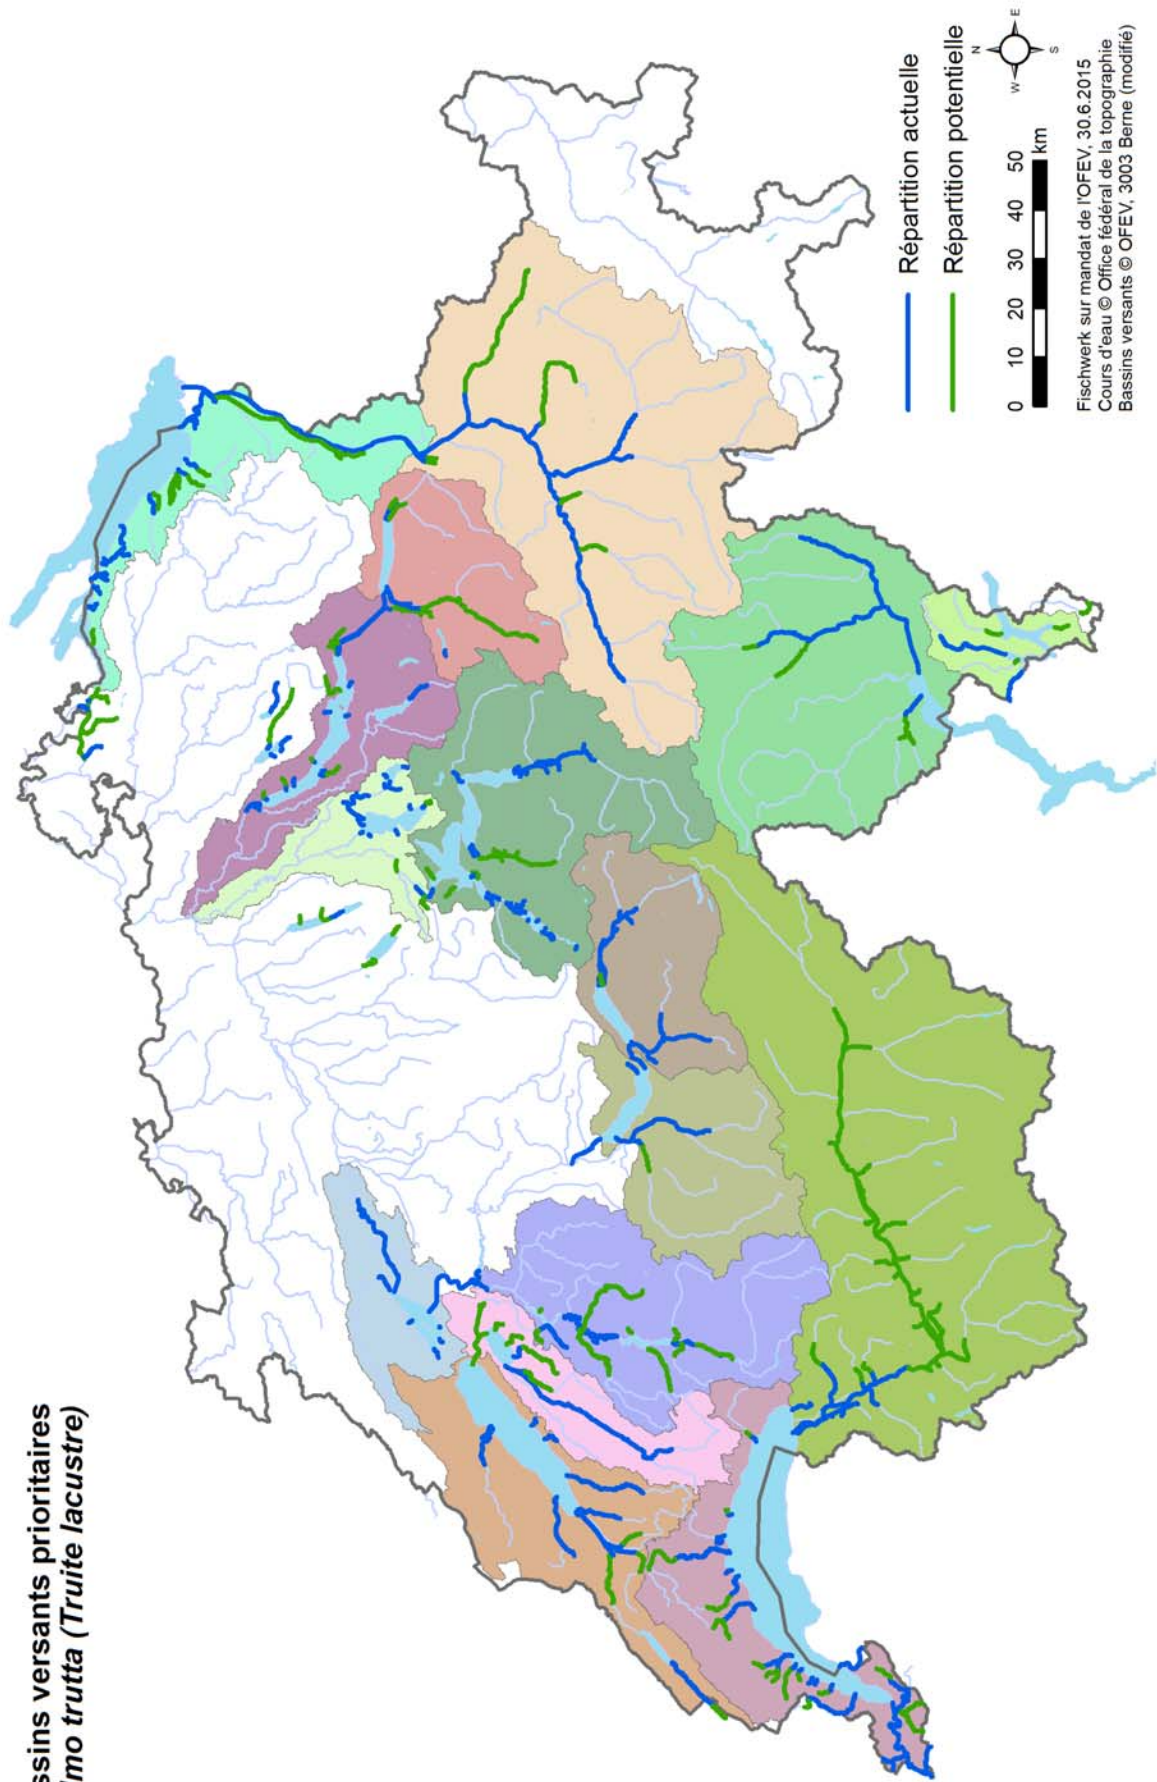 ssins versants prioritaires
mo trutta (Truite lacustre)
Répartition actuelle
Répartition potentielle
N
W
E
S
0 10 20 30 40 50
km
Fischwerk sur mandat de l'OFEV, 30.6.2015
Cours d'eau © Office fédéral de la topographie
Bassins versants © OFEV, 3003 Berne (modifié)